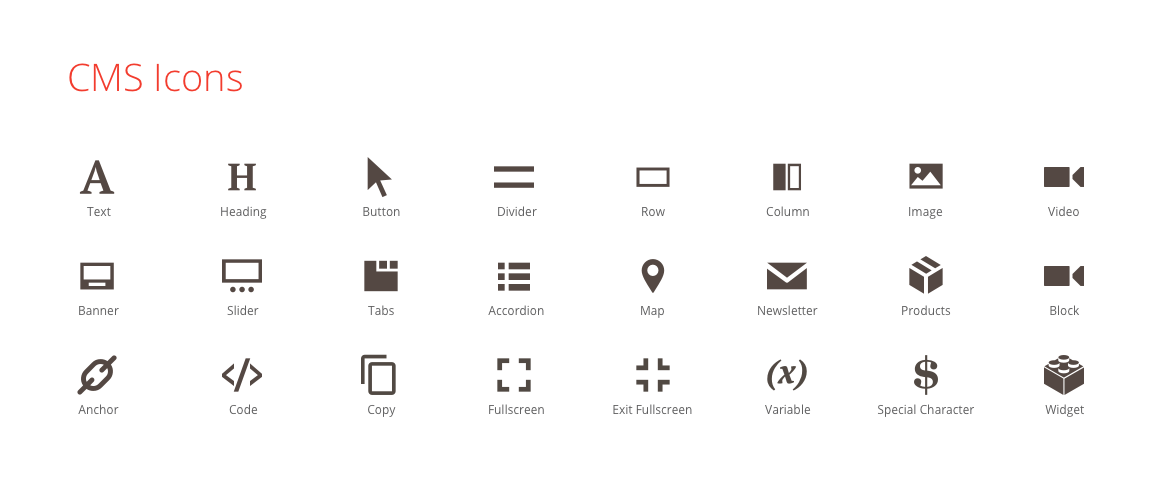 CMS Icons
Text Heading Button Divider Row Column Image Video
Banner Slider Tabs Accordion Map Newsletter Products Block
Anchor Code Copy Fullscreen Exit Fullscreen Variable Special Character Widget